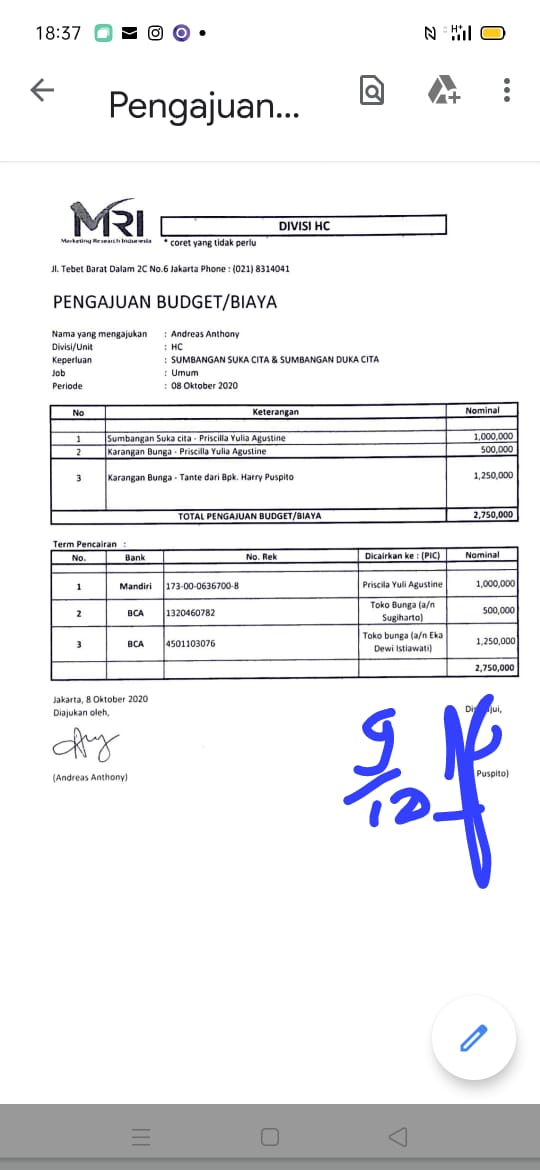 18:37
Pengajuan...
MRI
Marketing Research Indonesia
DIVISI HC
* coret yang tidak perlu
Jl. Tebet Barat Dalam 2C No.6 Jakarta Phone : (021) 8314041
PENGAJUAN BUDGET/BIAYA
Nama yang mengajukan : Andreas Anthony
Divisi/Unit : HC
Keperluan : SUMBANGAN SUKA CITA & SUMBANGAN DUKA CITA
Job : Umum
Periode : 08 Oktober 2020
No Keterangan Nominal
1 Sumbangan Suka cita - Priscilla Yulia Agustine 1,000,000
2 Karangan Bunga - Priscilla Yulia Agustine 500,000
3 Karangan Bunga - Tante dari Bpk. Harry Puspito 1,250,000
TOTAL PENGAJUAN BUDGET/BIAYA 2,750,000
Term Pencairan :
No. Bank No. Rek Dicairkan ke : (PIC) Nominal
1 Mandiri 173-00-0636700-8 Priscila Yuli Agustine 1,000,000
2 BCA 1320460782 Toko Bunga (a/n Sugiharto) 500,000
3 BCA 4501103076 Toko bunga (a/n Eka Dewi Istiawati) 1,250,000
2,750,000
Jakarta, 8 Oktober 2020
Diajukan oleh,
(Andreas Anthony)
9/10
Puspito)